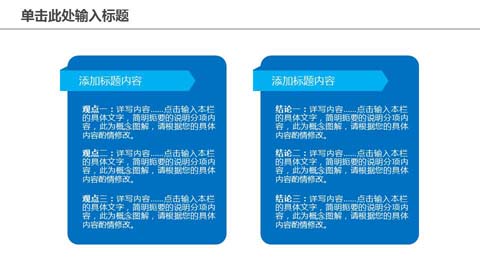 单击此处输入标题
添加标题内容
观点一：详写内容……点击输入本栏
的具体文字，简明扼要的说明分项内
容，此为概念图解，请根据您的具体
内容酌情修改。
观点二：详写内容……点击输入本栏
的具体文字，简明扼要的说明分项内
容，此为概念图解，请根据您的具体
内容酌情修改。
观点三：详写内容……点击输入本栏
的具体文字，简明扼要的说明分项内
容，此为概念图解，请根据您的具体
内容酌情修改。
添加标题内容
结论一：详写内容……点击输入本栏
的具体文字，简明扼要的说明分项内
容，此为概念图解，请根据您的具体
内容酌情修改。
结论二：详写内容……点击输入本栏
的具体文字，简明扼要的说明分项内
容，此为概念图解，请根据您的具体
内容酌情修改。
结论三：详写内容……点击输入本栏
的具体文字，简明扼要的说明分项内
容，此为概念图解，请根据您的具体
内容酌情修改。